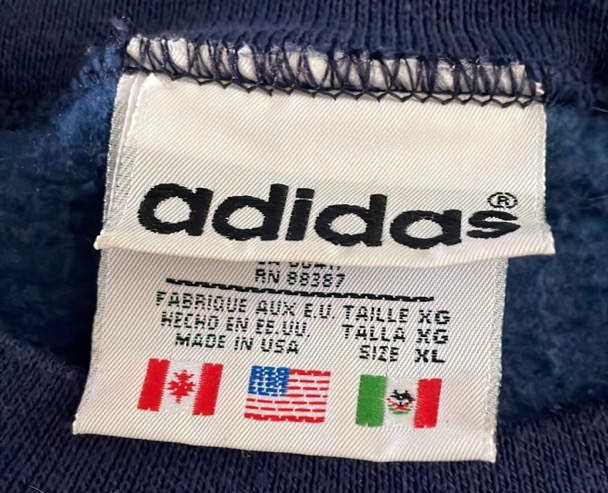 adidas®
RN 88387
FABRIQUE AUX E.U. TAILLE XG
HECHO EN EE.UU. TALLA XG
MADE IN USA SIZE XL